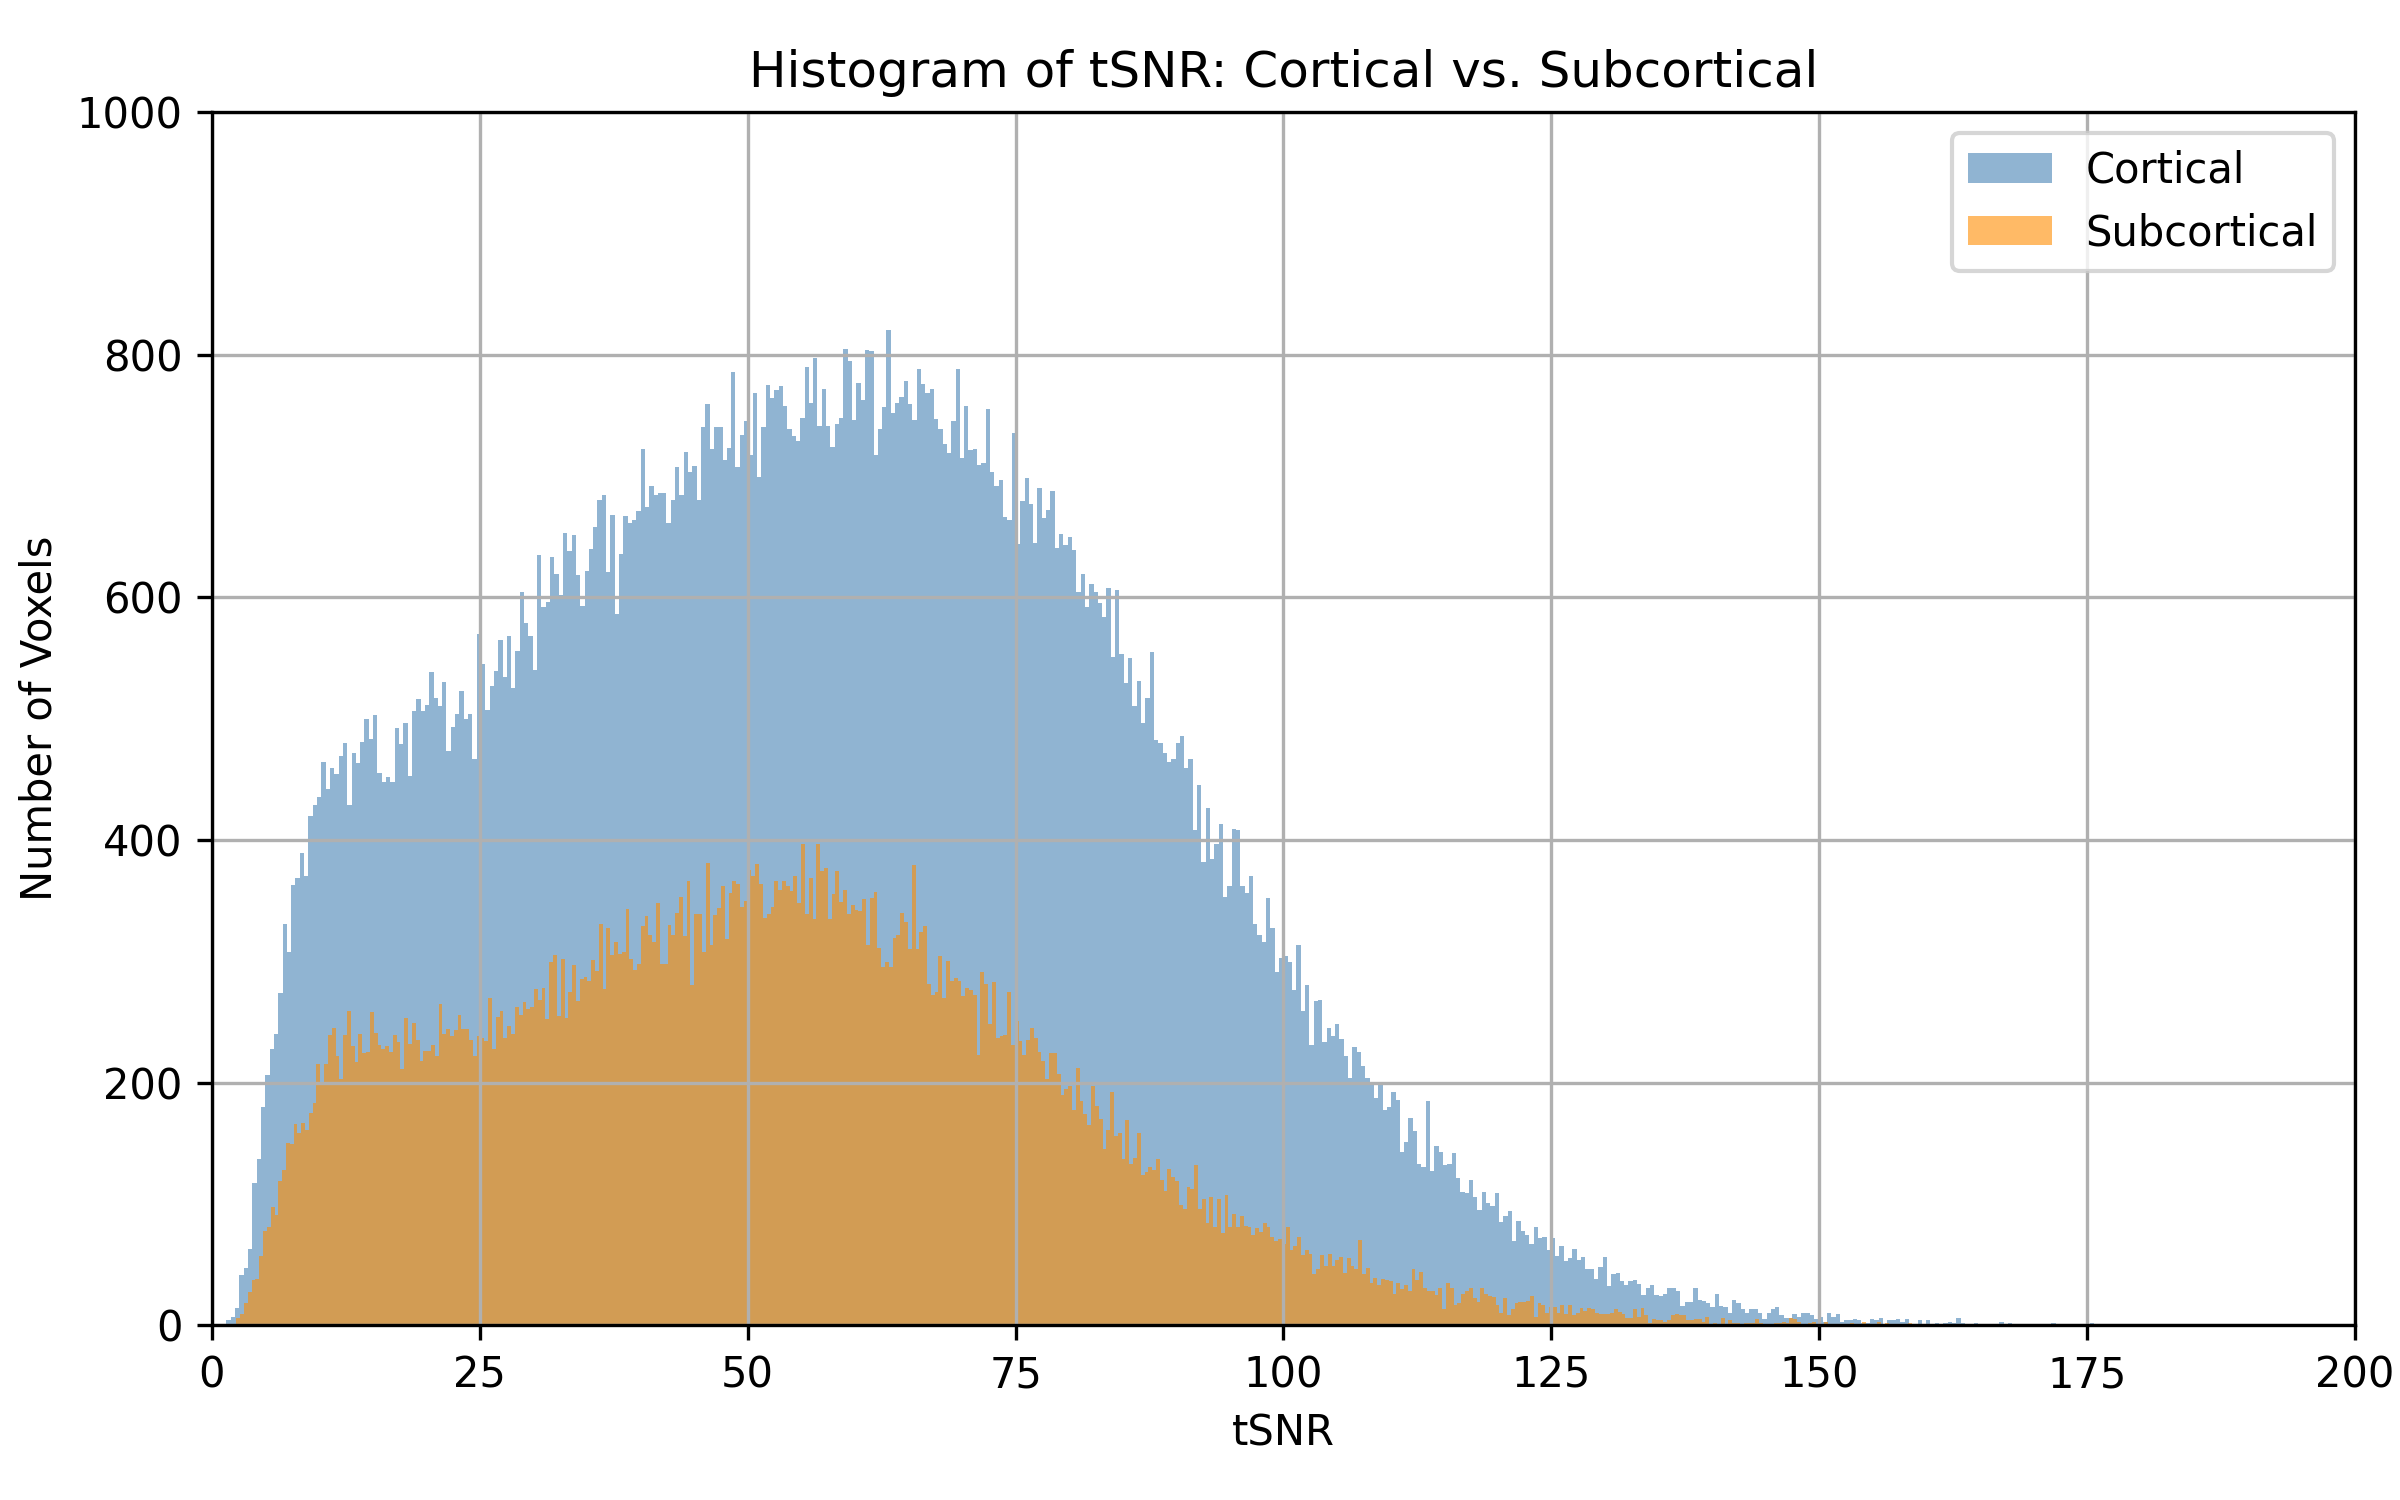 Histogram of tSNR: Cortical vs. Subcortical
1000
800
600
400
200
0
Number of Voxels
Cortical
Subcortical
0 25 50 75 100 125 150 175 200
tSNR